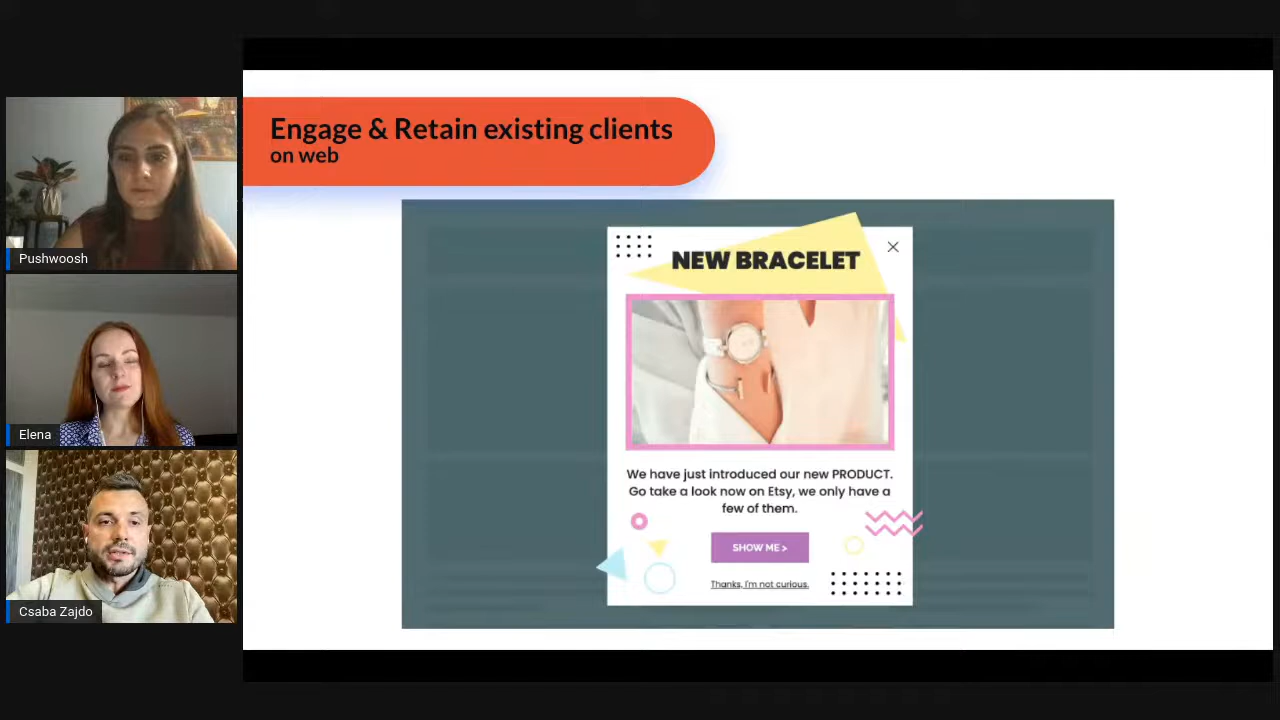 Engage & Retain existing clients
on web
Pushwoosh
Elena
Csaba Zajdo
NEW BRACELET
We have just introduced our new PRODUCT.
Go take a look now on Etsy, we only have a
few of them.
SHOW ME >
Thanks, I'm not curious.